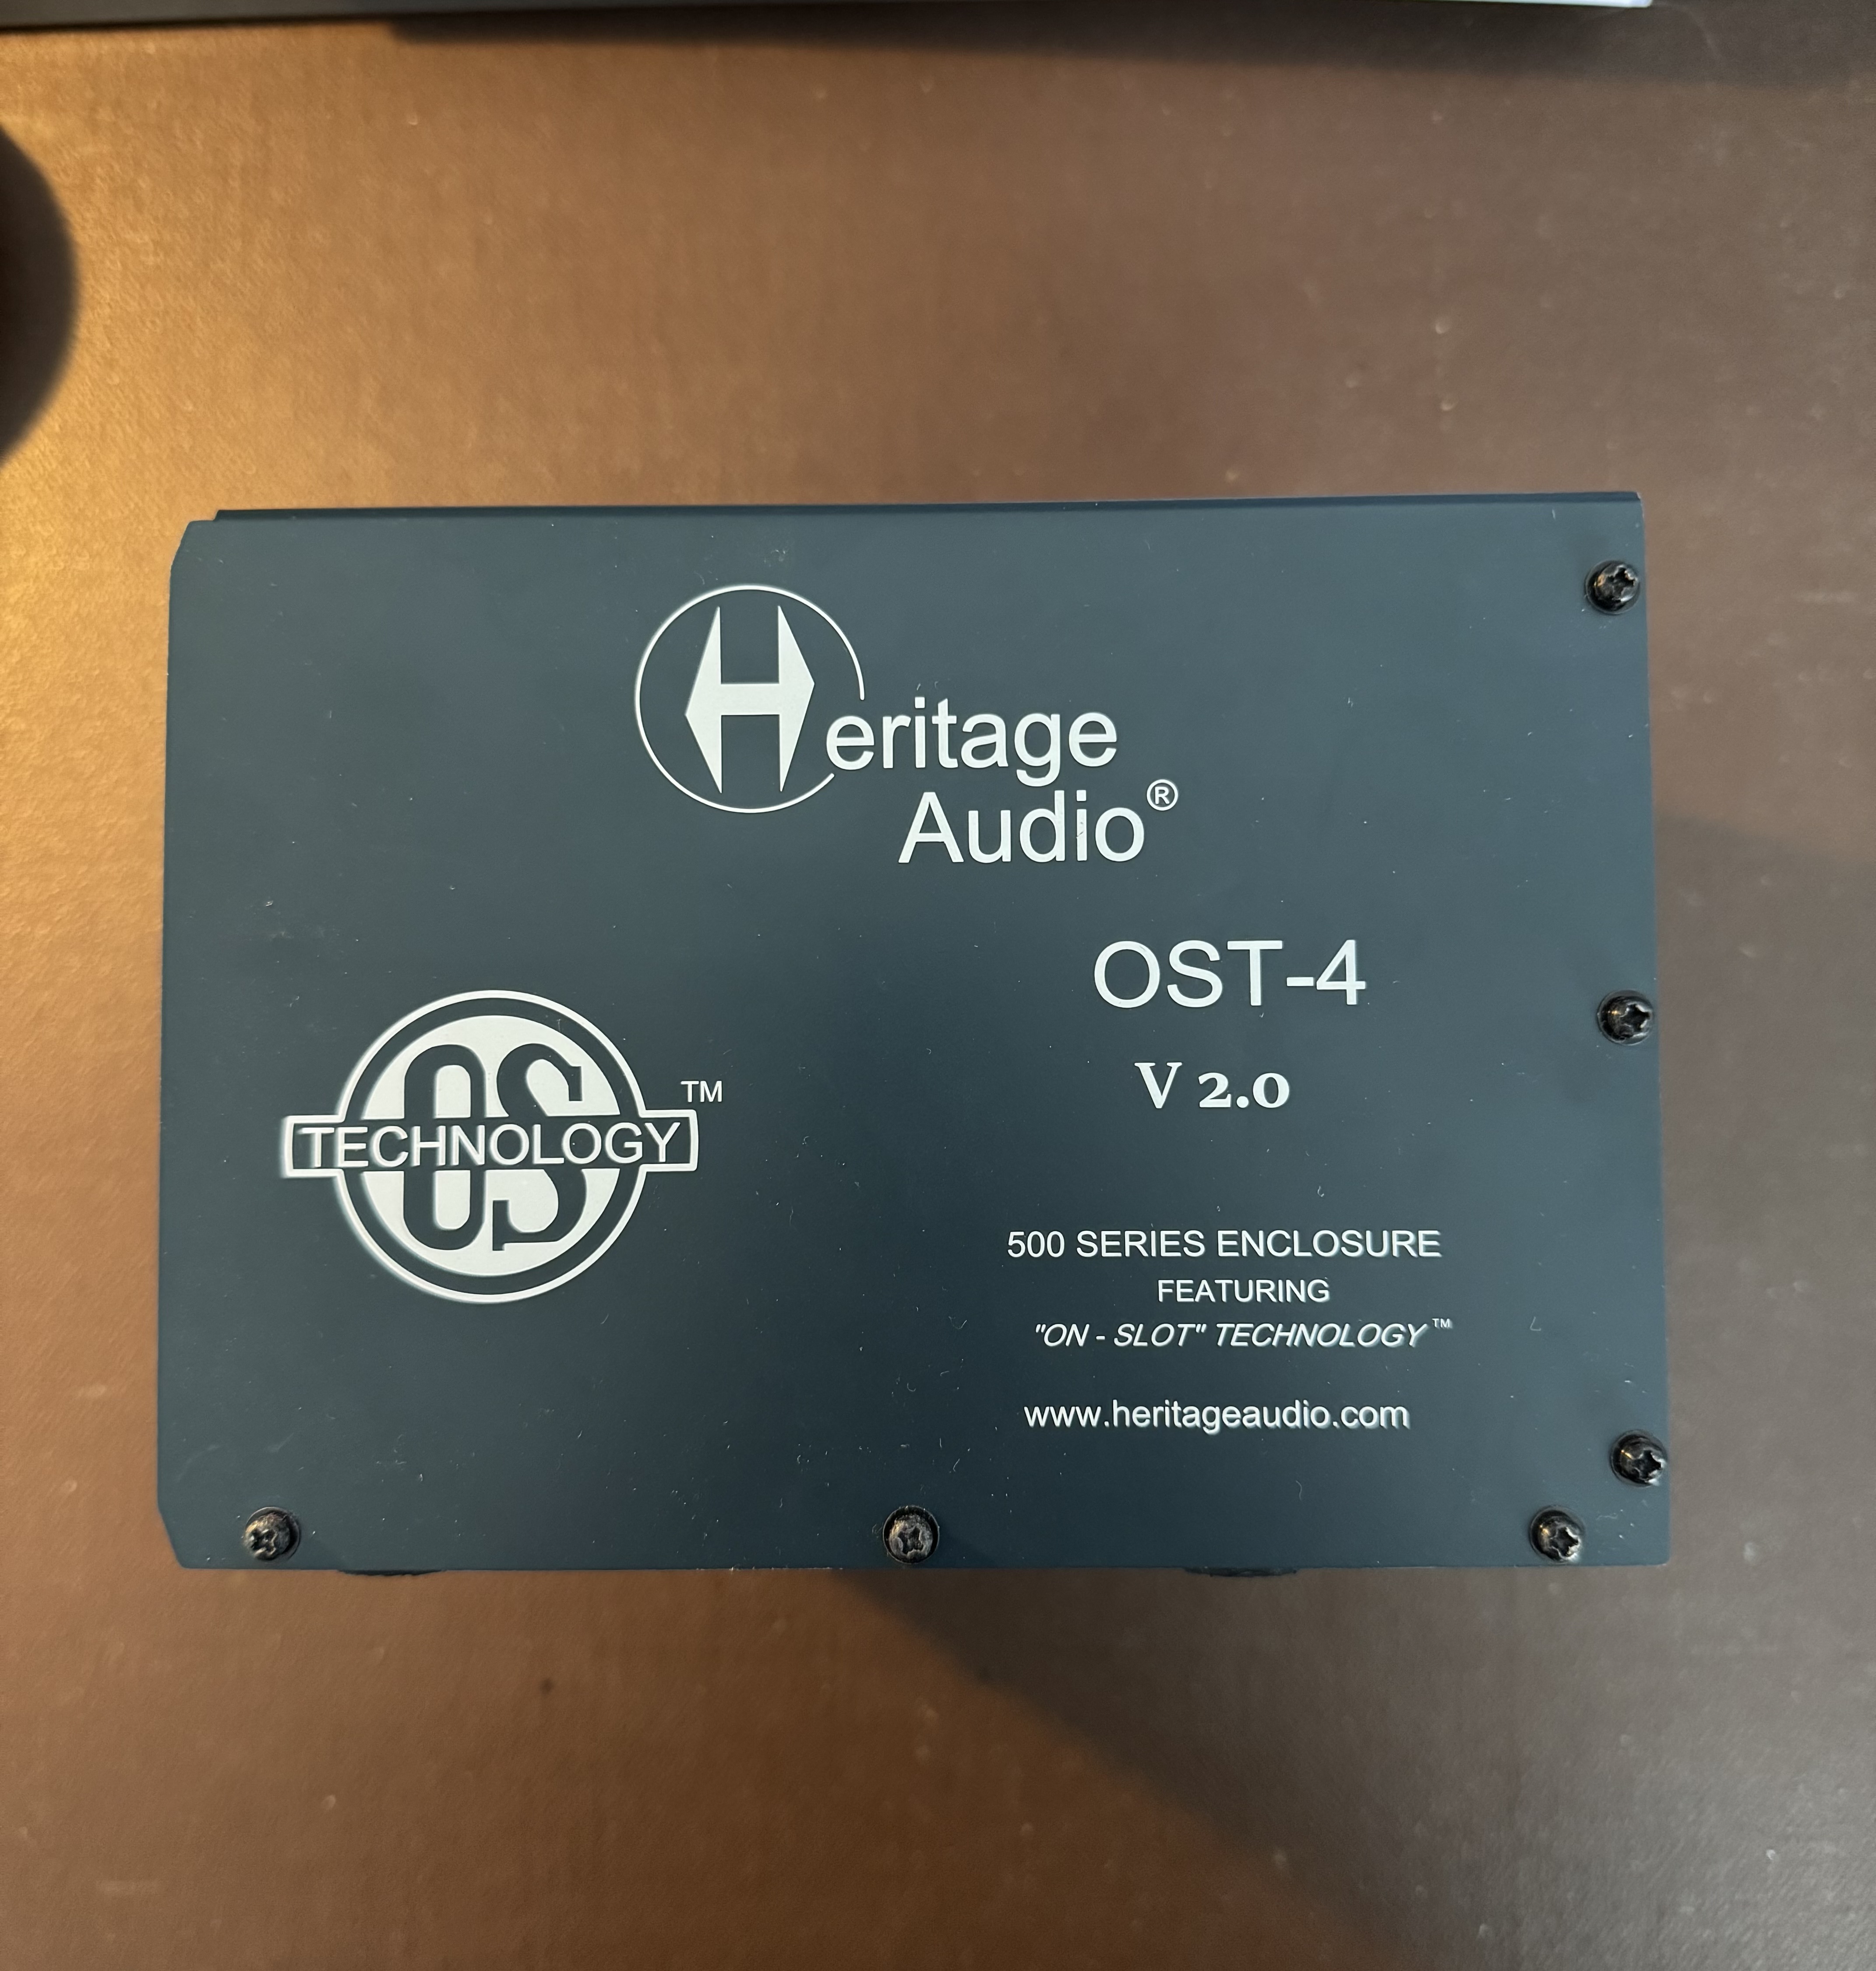 Heritage
Audio®
OST-4
V 2.0
OS
TECHNOLOGY™
500 SERIES ENCLOSURE
FEATURING
"ON - SLOT" TECHNOLOGY™
www.heritageaudio.com